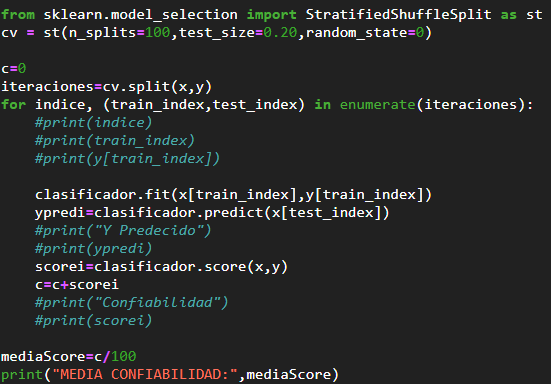 from sklearn.model_selection import StratifiedShuffleSplit as st
cv = st(n_splits=100,test_size=0.20,random_state=0)
c=0
iteraciones=cv.split(x,y)
for indice, (train_index,test_index) in enumerate(iteraciones):
    #print(indice)
    #print(train_index)
    #print(y[train_index])
    clasificador.fit(x[train_index],y[train_index])
    ypredi=clasificador.predict(x[test_index])
    #print("Y Predecido")
    #print(ypredi)
    scorei=clasificador.score(x,y)
    c=c+scorei
    #print("Confiabilidad")
    #print(scorei)
mediaScore=c/100
print("MEDIA CONFIABILIDAD:",mediaScore)